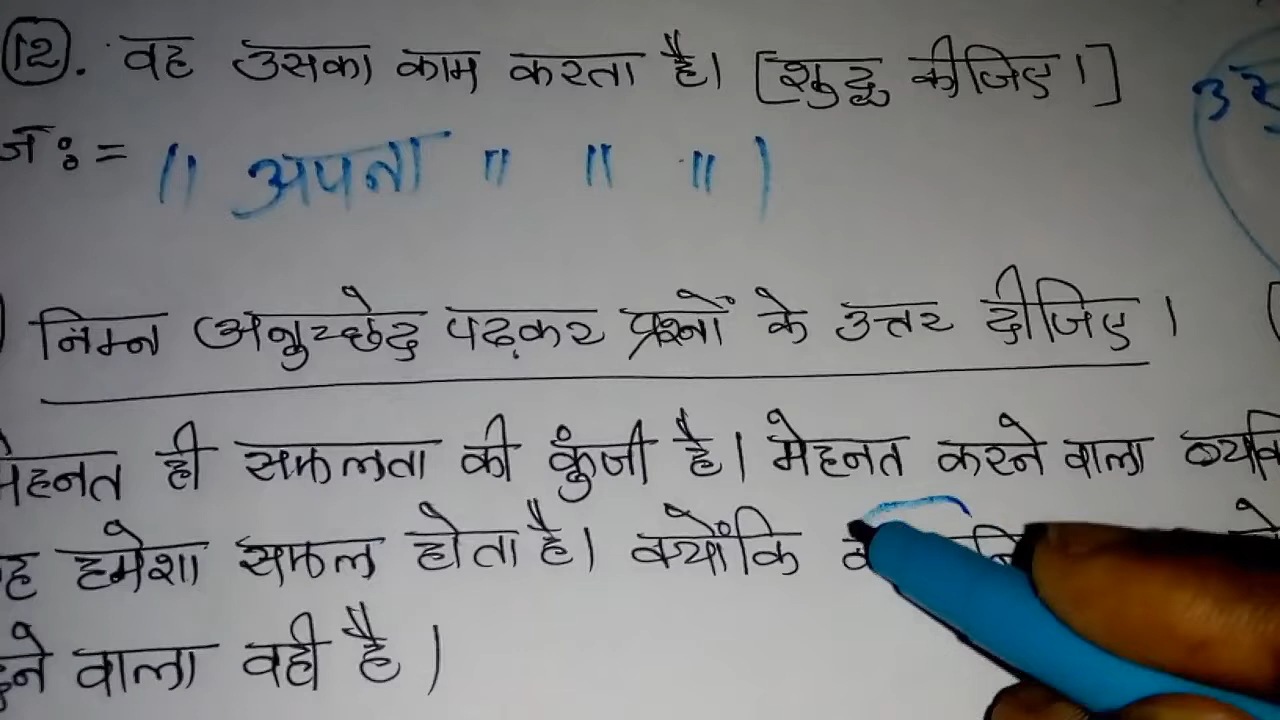 12. वह उसका काम करता है। [शुद्ध कीजिए।]
ज ः = " अपना " " " |
निम्न अनुच्छेद पढ़कर प्रश्नों के उत्तर दीजिए।
मेहनत ही सफलता की कुंजी है। मेहनत करने वाला
हमेशा सफल होता है। क्योंकि
वाला वही है।